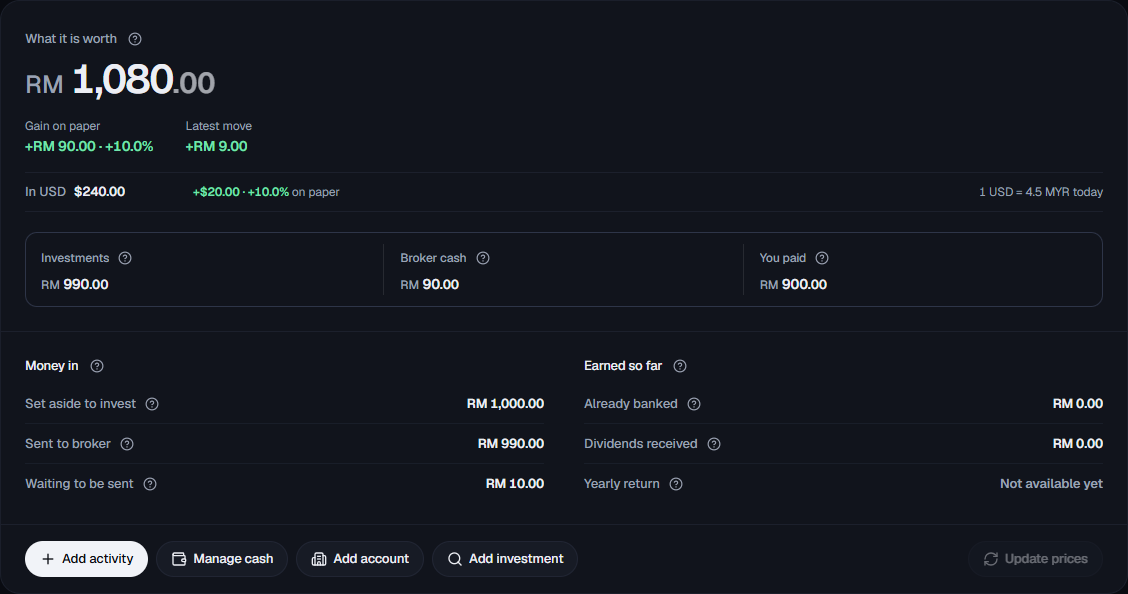 What it is worth
RM 1,080.00
Gain on paper Latest move
+RM 90.00 · +10.0% +RM 9.00
In USD $240.00 +$20.00 · +10.0% on paper 1 USD = 4.5 MYR today
Investments Broker cash You paid
RM 990.00 RM 90.00 RM 900.00
Money in Earned so far
Set aside to invest RM 1,000.00 Already banked RM 0.00
Sent to broker RM 990.00 Dividends received RM 0.00
Waiting to be sent RM 10.00 Yearly return Not available yet
+ Add activity Manage cash Add account Add investment Update prices